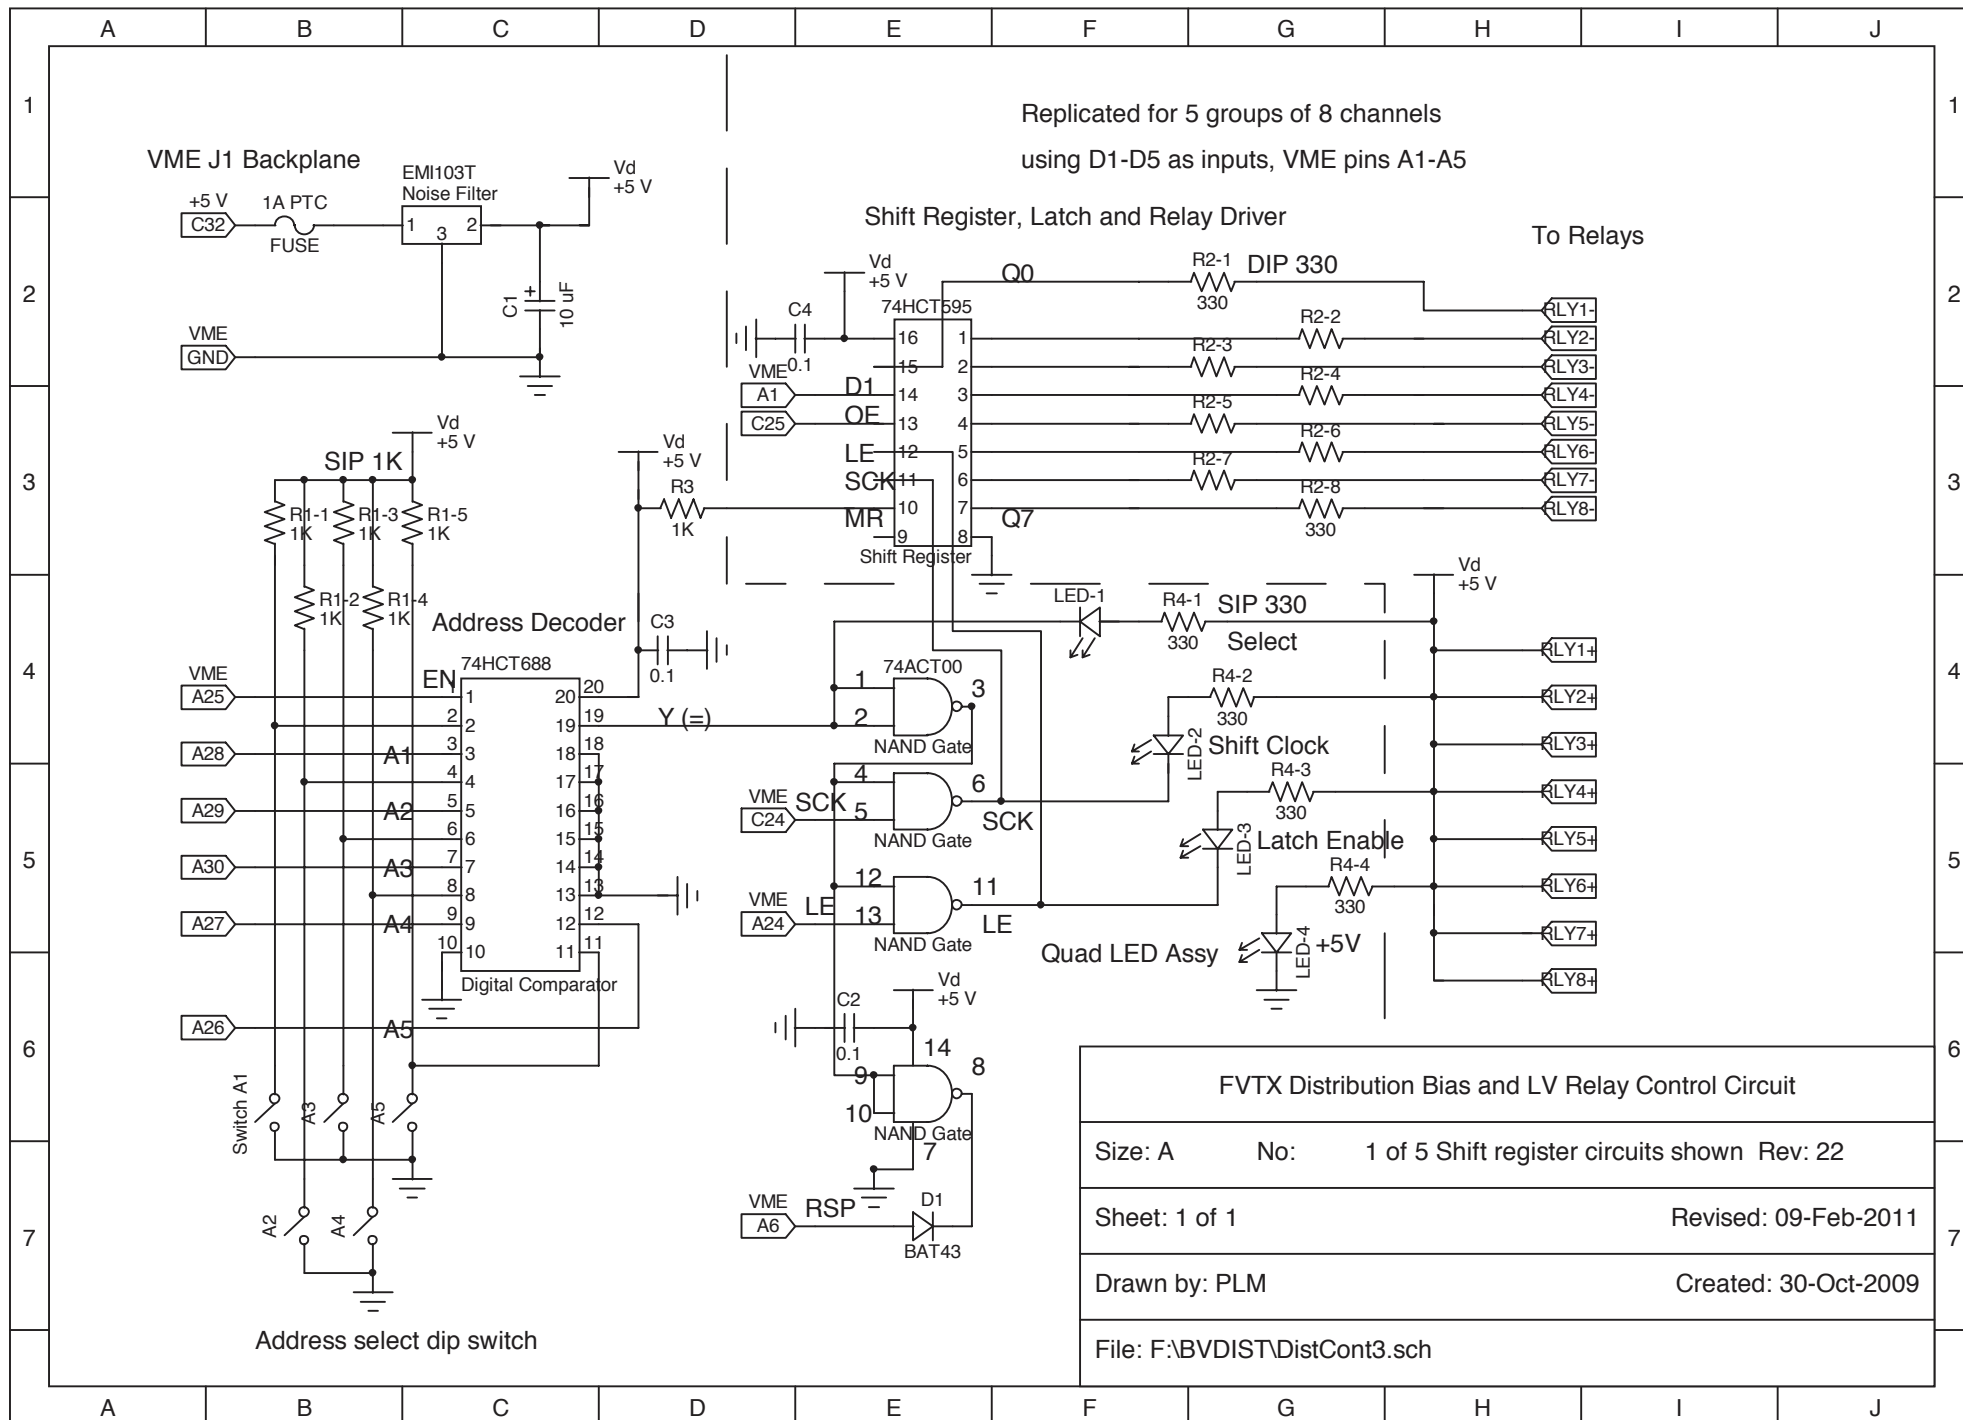 A B C D E F G H I J
1 1
Replicated for 5 groups of 8 channels
using D1-D5 as inputs, VME pins A1-A5
VME J1 Backplane
+5 V
C32
1A PTC
FUSE
EMI103T
Noise Filter
1 2
3
Vd
+5 V
C1
+
10 uF
VME
GND
2 2
Shift Register, Latch and Relay Driver
To Relays
Vd
+5 V
C4
0.1
74HCT595
16 1
15 2
14 3
13 4
12 5
11 6
10 7
9 8
Shift Register
VME
A1
D1
C25
OE
LE
SCK
MR
Q0
Q7
R2-1
330
DIP 330
R2-2
R2-3
R2-4
R2-5
R2-6
R2-7
R2-8
330
RLY1-
RLY2-
RLY3-
RLY4-
RLY5-
RLY6-
RLY7-
RLY8-
3 3
Vd
+5 V
SIP 1K
R1-1
1K
R1-3
1K
R1-5
1K
R1-2
1K
R1-4
1K
Vd
+5 V
R3
1K
C3
0.1
4 4
Address Decoder
74HCT688
EN
1 1 20 20
2 2 19 19
3 3 18 18
4 4 17 17
5 5 16 16
6 6 15 15
7 7 14 14
8 8 13 13
9 9 12 12
10 10 11 11
Digital Comparator
VME
A25
A28
A1
A29
A2
A30
A3
A27
A4
A26
A5
Y (=)
74ACT00
1
2
3
NAND Gate
VME
C24
SCK
4
5
6
SCK
NAND Gate
VME
A24
LE
12
13
11
LE
NAND Gate
LED-1
R4-1
330
SIP 330
Select
R4-2
330
LED-2
Shift Clock
R4-3
330
LED-3
Latch Enable
R4-4
330
LED-4
+5V
Quad LED Assy
Vd
+5 V
RLY1+
RLY2+
RLY3+
RLY4+
RLY5+
RLY6+
RLY7+
RLY8+
5 5
6 6
Vd
+5 V
C2
0.1
14
9
10
8
NAND Gate
7
VME
A6
RSP
D1
BAT43
Switch A1
A3
A5
A2
A4
7 7
Address select dip switch
FVTX Distribution Bias and LV Relay Control Circuit
Size: A No: 1 of 5 Shift register circuits shown Rev: 22
Sheet: 1 of 1 Revised: 09-Feb-2011
Drawn by: PLM Created: 30-Oct-2009
File: F:\BVDIST\DistCont3.sch
A B C D E F G H I J